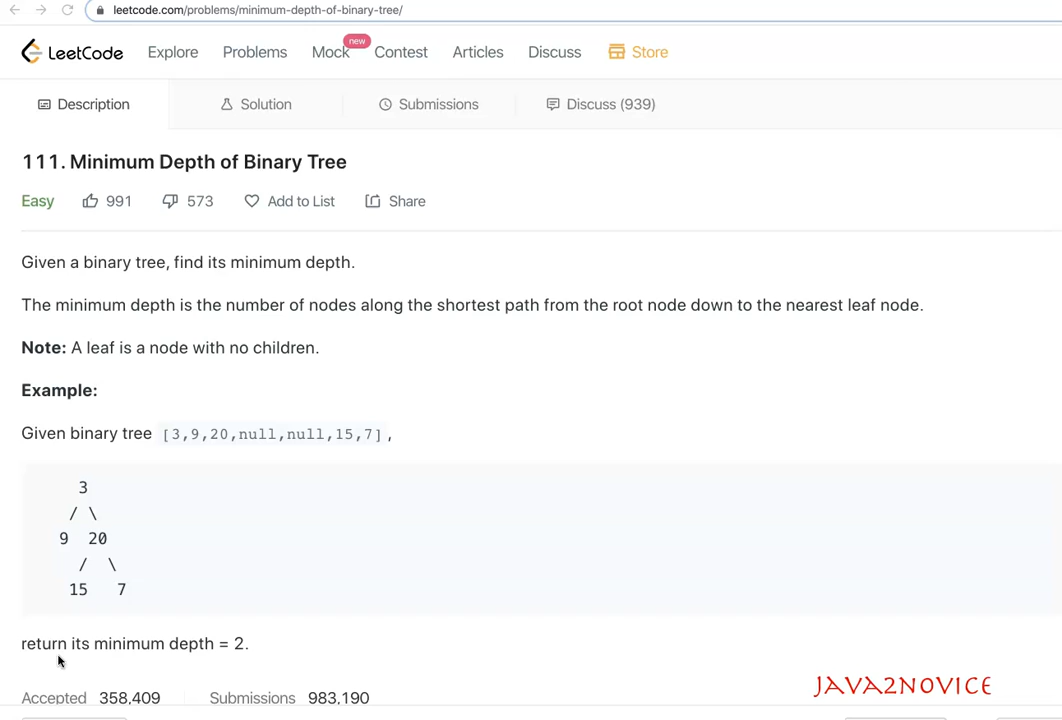 leetcode.com/problems/minimum-depth-of-binary-tree/
LeetCode Explore Problems Mock new Contest Articles Discuss Store
Description Solution Submissions Discuss (939)
111. Minimum Depth of Binary Tree
Easy 991 573 Add to List Share
Given a binary tree, find its minimum depth.
The minimum depth is the number of nodes along the shortest path from the root node down to the nearest leaf node.
Note: A leaf is a node with no children.
Example:
Given binary tree [3,9,20,null,null,15,7],
3
/ \
9 20
/ \
15 7
return its minimum depth = 2.
JAVA2NOVICE
Accepted 358,409 Submissions 983,190